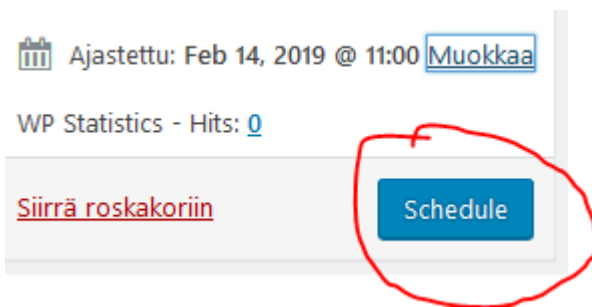 Ajastettu: Feb 14, 2019 @ 11:00 Muokkaa
WP Statistics - Hits: 0
Siirrä roskakoriin Schedule